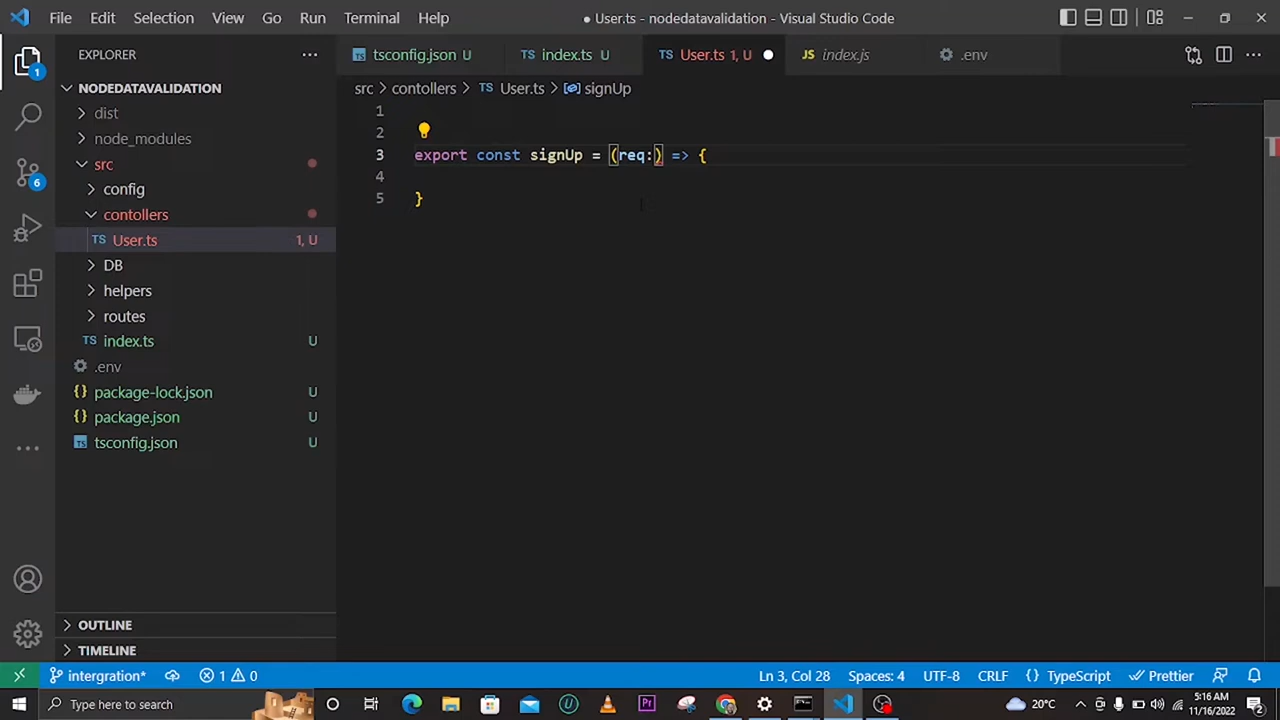 File Edit Selection View Go Run Terminal Help
● User.ts - nodedatavalidation - Visual Studio Code
EXPLORER
tsconfig.json U
index.ts U
User.ts 1, U
index.js
.env
NODEDATAVALIDATION
src > contollers > User.ts > signUp
dist
node_modules
src
config
contollers
User.ts 1, U
DB
helpers
routes
index.ts U
.env
package-lock.json U
package.json U
tsconfig.json U
1
6
1
2
3 export const signUp = (req:) => {
4
5 }
OUTLINE
TIMELINE
intergration* 1 0 Ln 3, Col 28 Spaces: 4 UTF-8 CRLF {} TypeScript Prettier
Type here to search
20°C
5:16 AM
11/16/2022
2